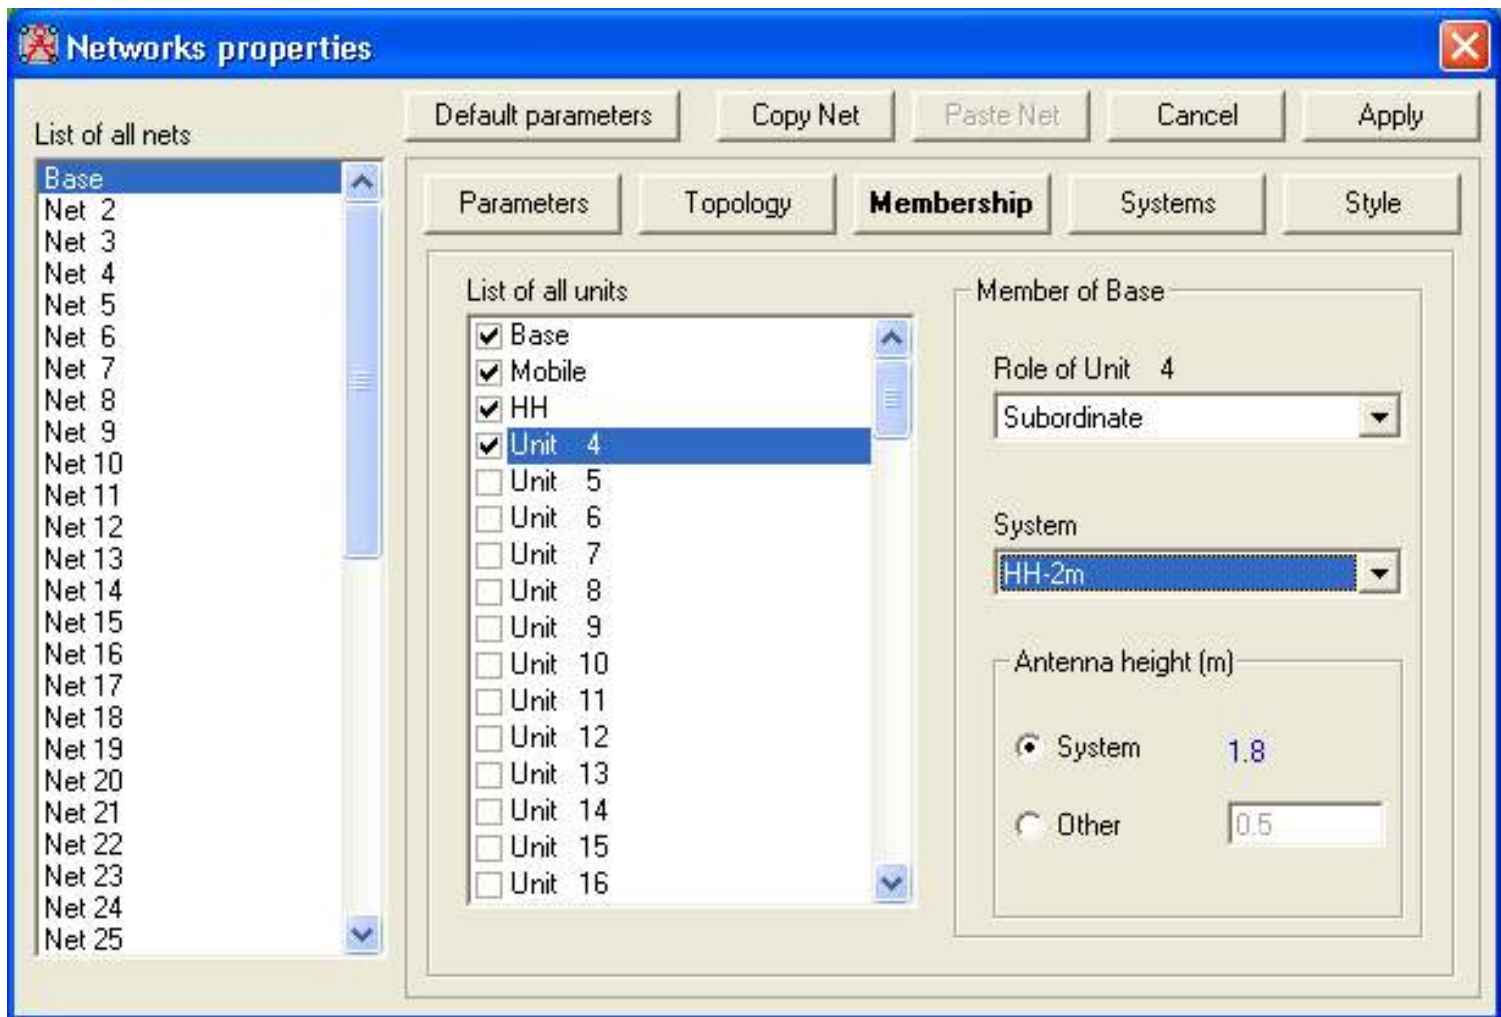 Networks properties
Default parameters Copy Net Paste Net Cancel Apply
List of all nets
Base
Net 2
Net 3
Net 4
Net 5
Net 6
Net 7
Net 8
Net 9
Net 10
Net 11
Net 12
Net 13
Net 14
Net 15
Net 16
Net 17
Net 18
Net 19
Net 20
Net 21
Net 22
Net 23
Net 24
Net 25
Parameters Topology Membership Systems Style
List of all units
Base
Mobile
HH
Unit 4
Unit 5
Unit 6
Unit 7
Unit 8
Unit 9
Unit 10
Unit 11
Unit 12
Unit 13
Unit 14
Unit 15
Unit 16
Member of Base
Role of Unit 4
Subordinate
System
HH-2m
Antenna height (m)
System 1.8
Other 0.5